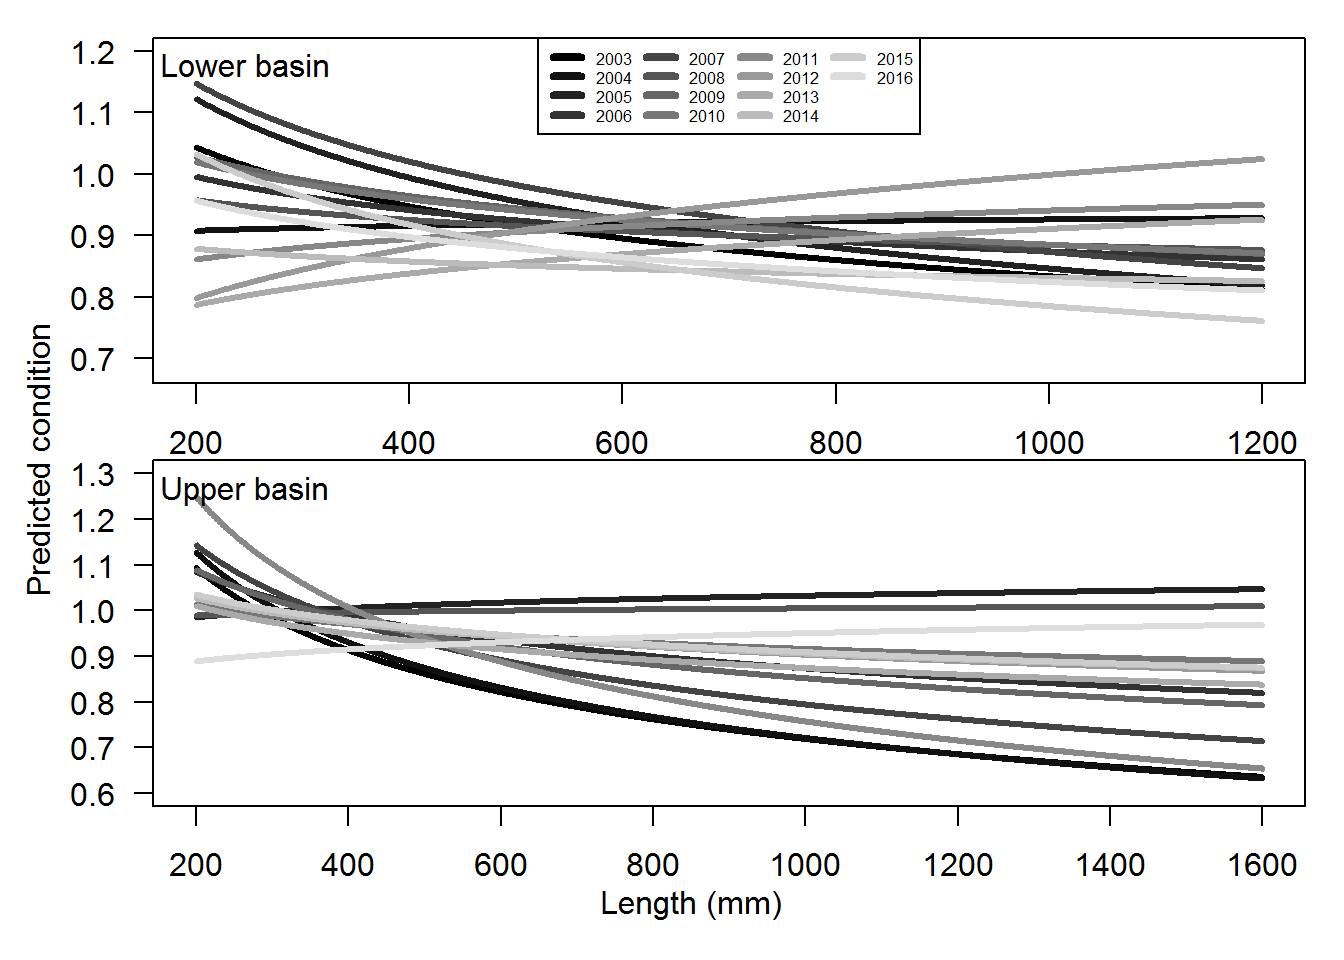 Lower basin
2003 2007 2011 2015
2004 2008 2012 2016
2005 2009 2013
2006 2010 2014
1.2
1.1
1.0
0.9
0.8
0.7
200 400 600 800 1000 1200
Predicted condition
Upper basin
1.3
1.2
1.1
1.0
0.9
0.8
0.7
0.6
200 400 600 800 1000 1200 1400 1600
Length (mm)